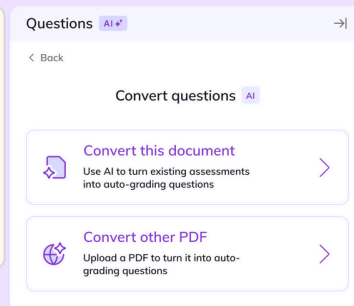 Questions AI
Back
Convert questions AI
Convert this document
Use AI to turn existing assessments
into auto-grading questions
Convert other PDF
Upload a PDF to turn it into auto-
grading questions